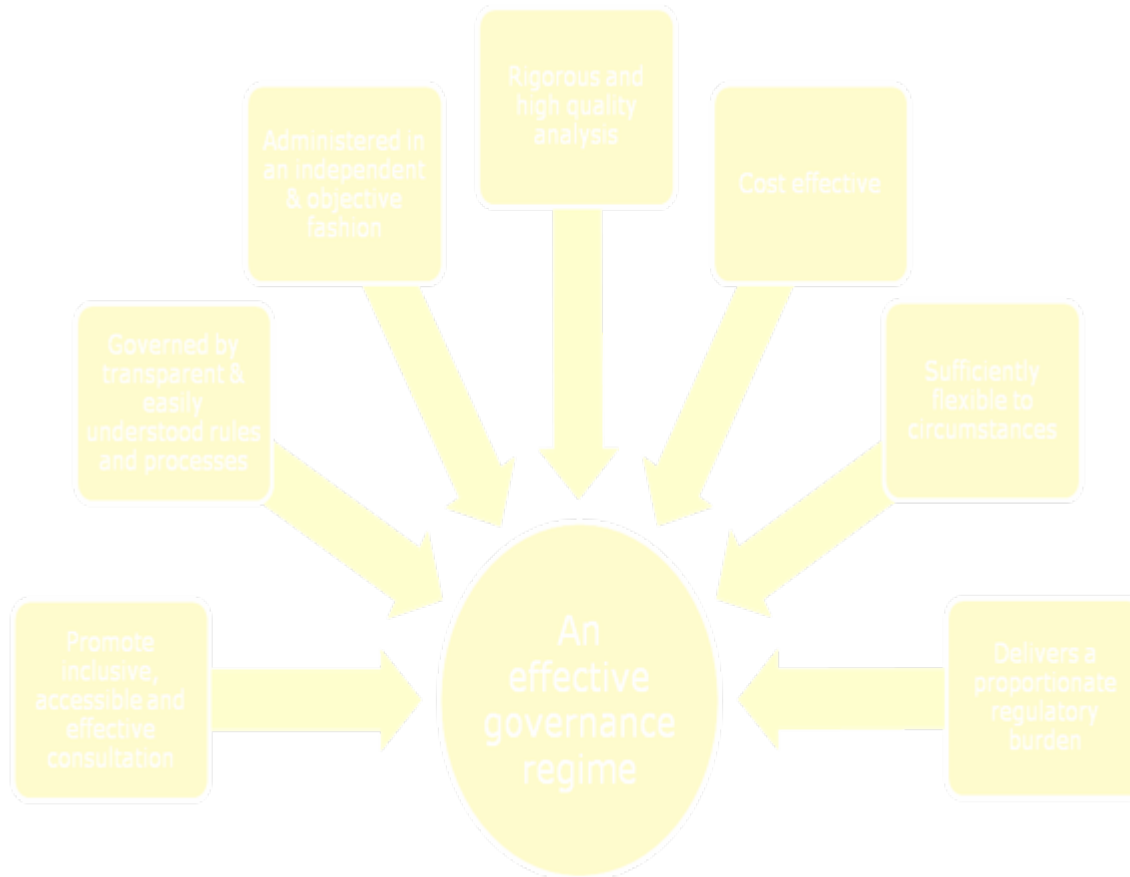 Rigorous and
high quality
analysis
Administered in
an independent
& objective
fashion
Cost effective
Governed by
transparent &
easily
understood rules
and processes
Sufficiently
flexible to
circumstances
Promote
inclusive,
accessible and
effective
consultation
An
effective
governance
regime
Delivers a
proportionate
regulatory
burden